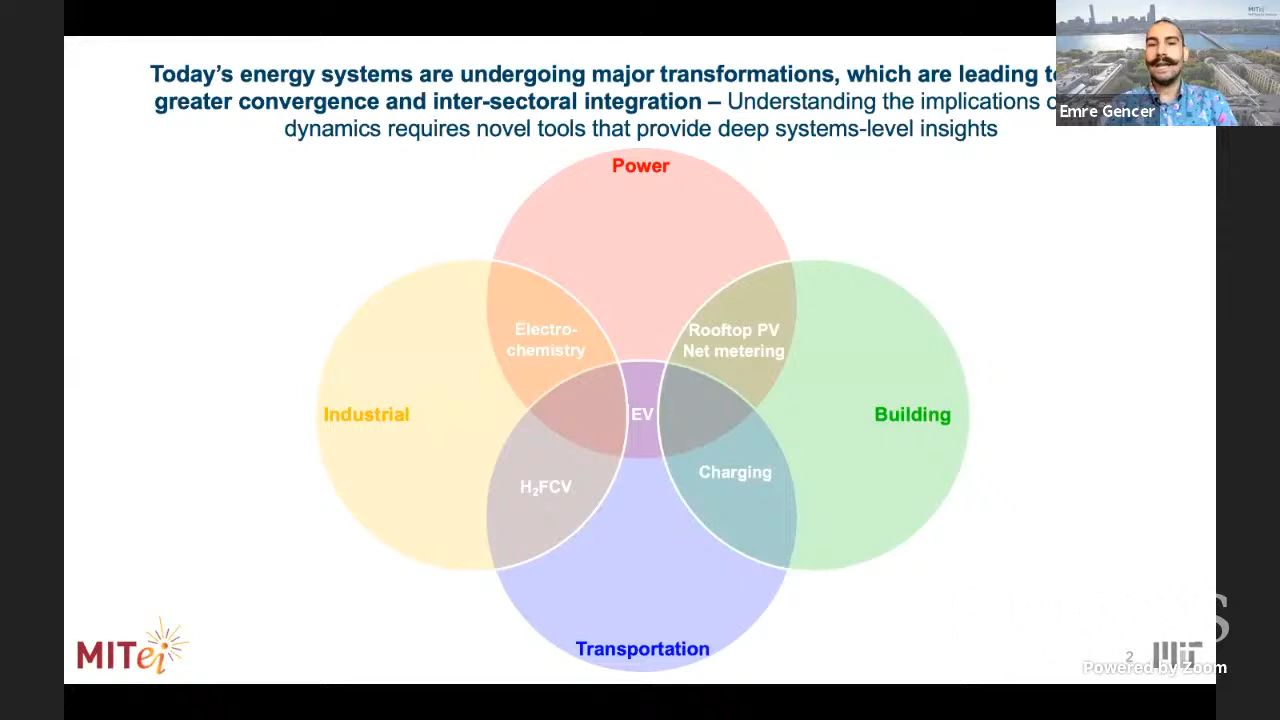 Today's energy systems are undergoing major transformations, which are leading
greater convergence and inter-sectoral integration – Understanding the implications
dynamics requires novel tools that provide deep systems-level insights
Emre Gencer
Power
Electro-
chemistry
Rooftop PV
Net metering
Industrial
EV
Building
H₂FCV
Charging
Transportation
MITei
2
MIT
Powered by Zoom